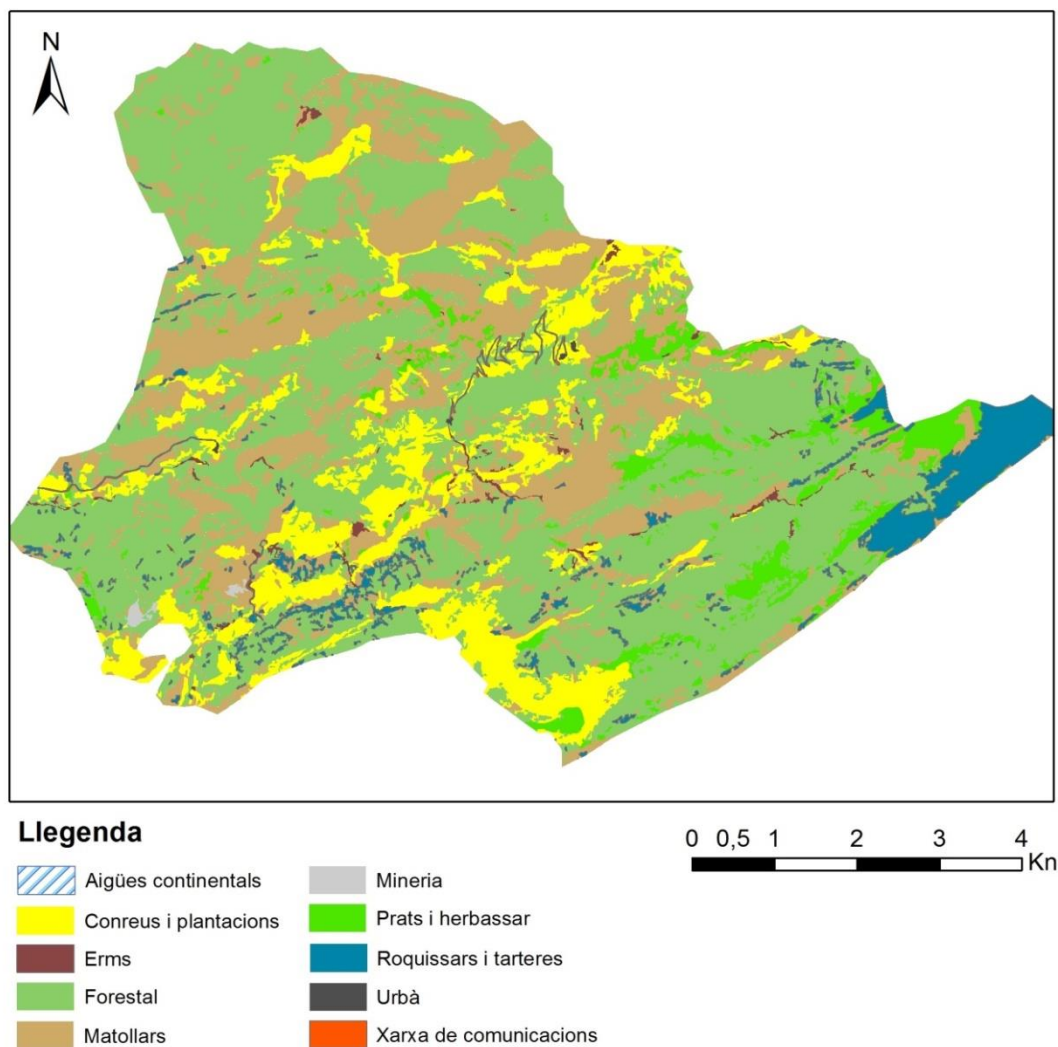 N
Llegenda
0 0,5 1 2 3 4
Kn
Aigües continentals
Conreus i plantacions
Erms
Forestal
Matollars
Mineria
Prats i herbassar
Roquissars i tarteres
Urbà
Xarxa de comunicacions